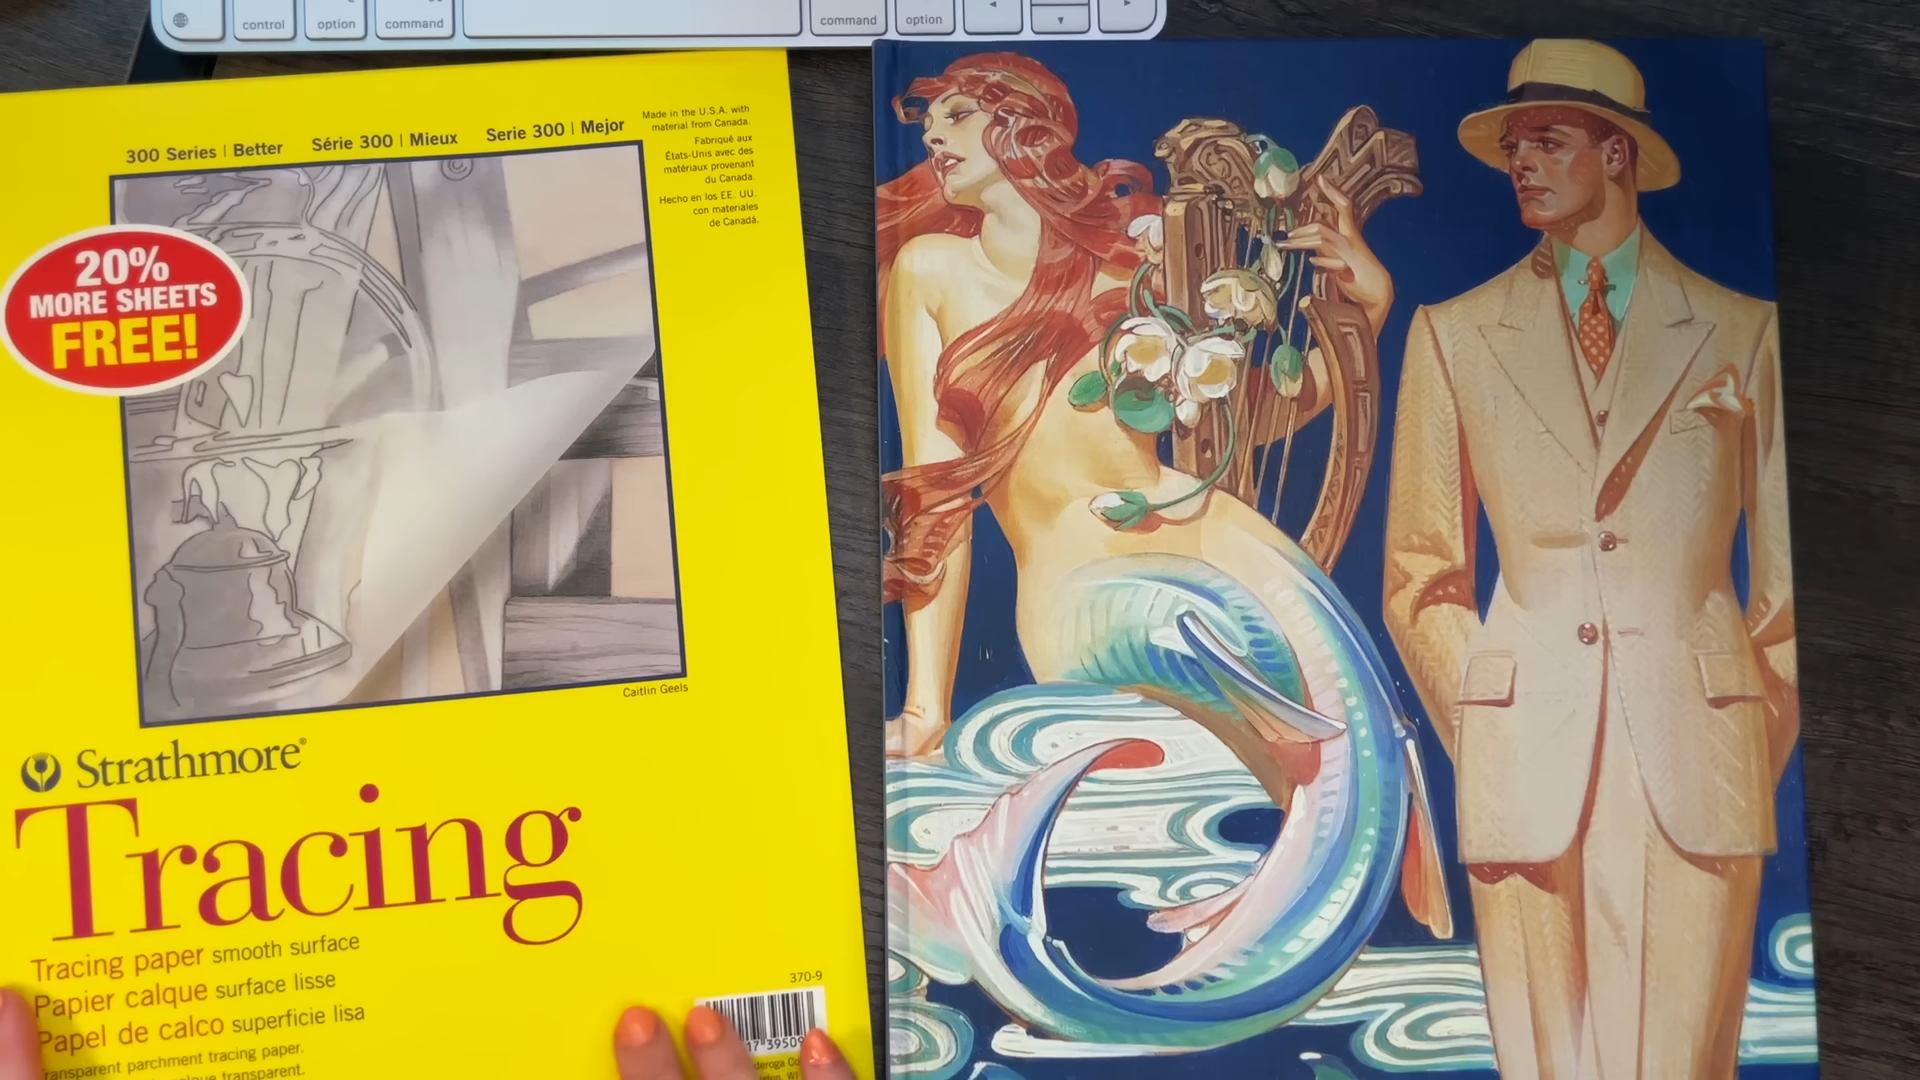 control
option
command
command
option
300 Series | Better
Série 300 | Mieux
Serie 300 | Mejor
Made in the U.S.A. with
material from Canada.
Fabriqué aux
États-Unis avec des
matériaux provenant
du Canada.
Hecho en los EE. UU.
con materiales
de Canadá.
20%
MORE SHEETS
FREE!
Caitlin Geels
Strathmore®
Tracing
Tracing paper smooth surface
Papier calque surface lisse
Papel de calco superficie lisa
transparent.
parchment tracing paper.
370-9